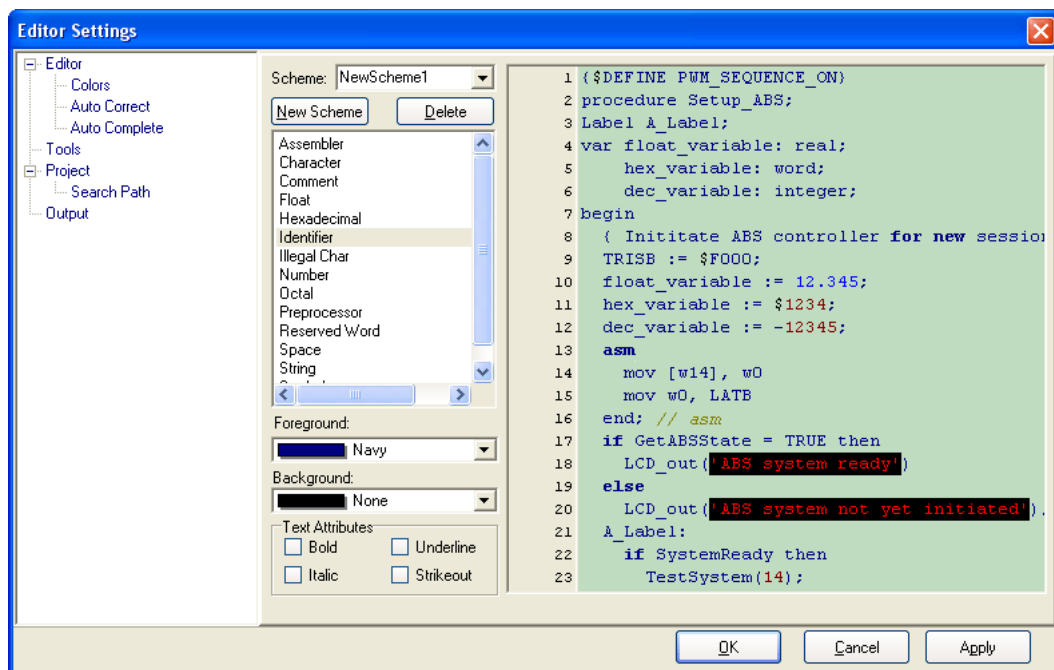 Editor Settings
Editor
Colors
Auto Correct
Auto Complete
Tools
Project
Search Path
Output
Scheme: NewScheme1
New Scheme Delete
Assembler
Character
Comment
Float
Hexadecimal
Identifier
Illegal Char
Number
Octal
Preprocessor
Reserved Word
Space
String
Foreground:
Navy
Background:
None
Text Attributes
Bold Underline
Italic Strikeout
1 {$DEFINE PWM_SEQUENCE_ON}
2 procedure Setup_ABS;
3 Label A_Label;
4 var float_variable: real;
5 hex_variable: word;
6 dec_variable: integer;
7 begin
8 { Inititate ABS controller for new session
9 TRISB := $F000;
10 float_variable := 12.345;
11 hex_variable := $1234;
12 dec_variable := -12345;
13 asm
14 mov [w14], w0
15 mov w0, LATB
16 end; // asm
17 if GetABSState = TRUE then
18 LCD_out('ABS system ready')
19 else
20 LCD_out('ABS system not yet initiated').
21 A_Label:
22 if SystemReady then
23 TestSystem(14);
OK Cancel Apply